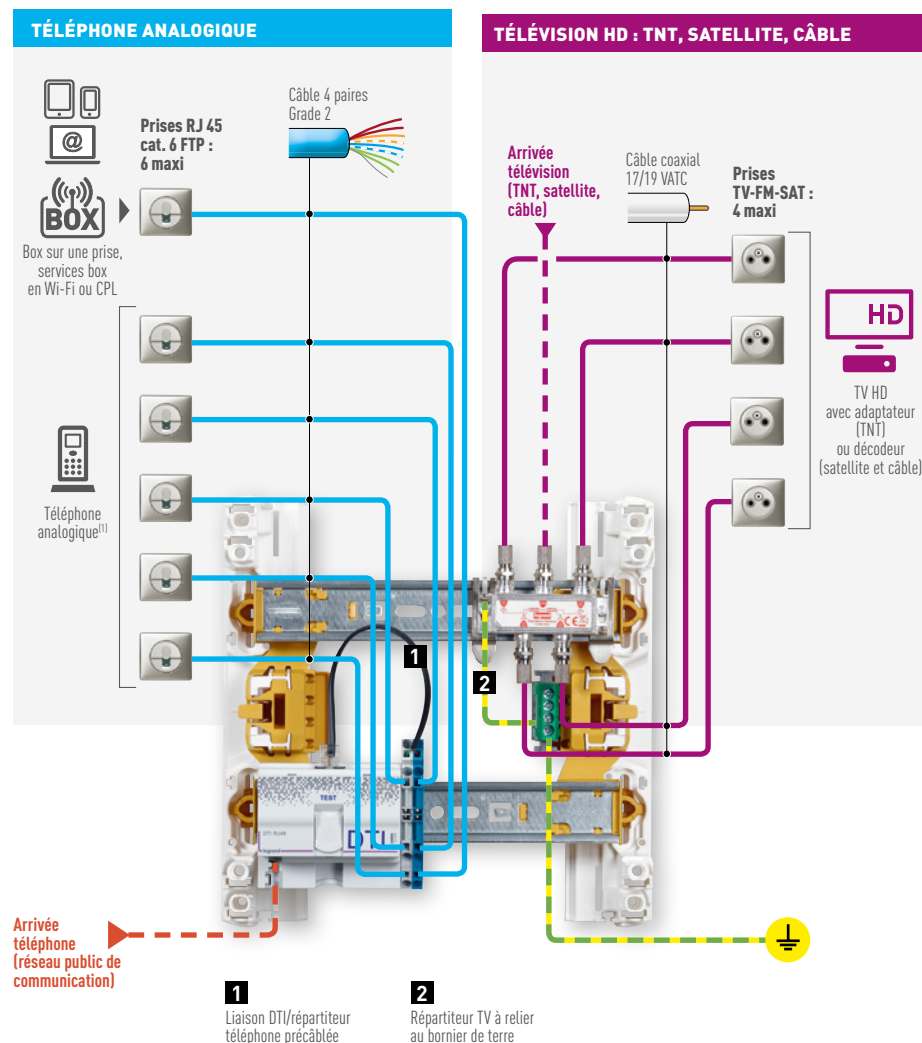 TÉLÉPHONE ANALOGIQUE
@
BOX
Box sur une prise,
services box
en Wi-Fi ou CPL
Prises RJ 45
cat. 6 FTP :
6 maxi
Câble 4 paires
Grade 2
Téléphone
analogique[1]
TÉLÉVISION HD : TNT, SATELLITE, CÂBLE
Arrivée
télévision
(TNT, satellite,
câble)
Câble coaxial
17/19 VATC
Prises
TV-FM-SAT :
4 maxi
HD
TV HD
avec adaptateur
(TNT)
ou décodeur
(satellite et câble)
1
2
TEST
DTI RJ45
DTI
legrand
Arrivée
téléphone
(réseau public de
communication)
1
Liaison DTI/répartiteur
téléphone précâblée
2
Répartiteur TV à relier
au bornier de terre